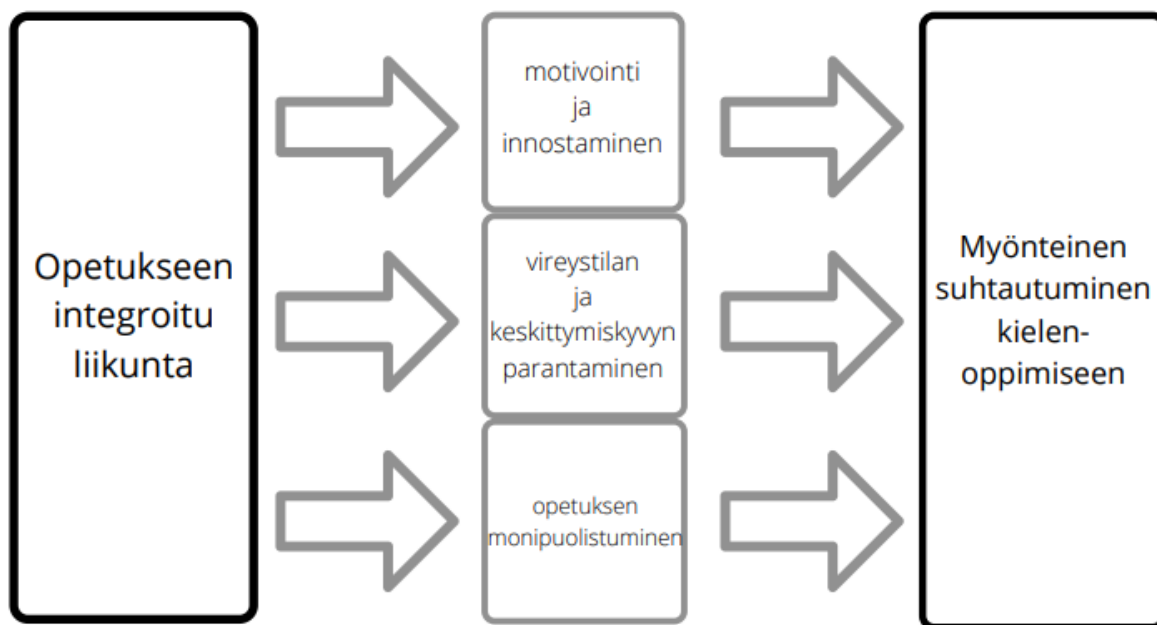 Opetukseen
integroitu
liikunta
motivointi
ja
innostaminen
vireystilan
ja
keskittymiskyvyn
parantaminen
opetuksen
monipuolistuminen
Myönteinen
suhtautuminen
kielen-
oppimiseen